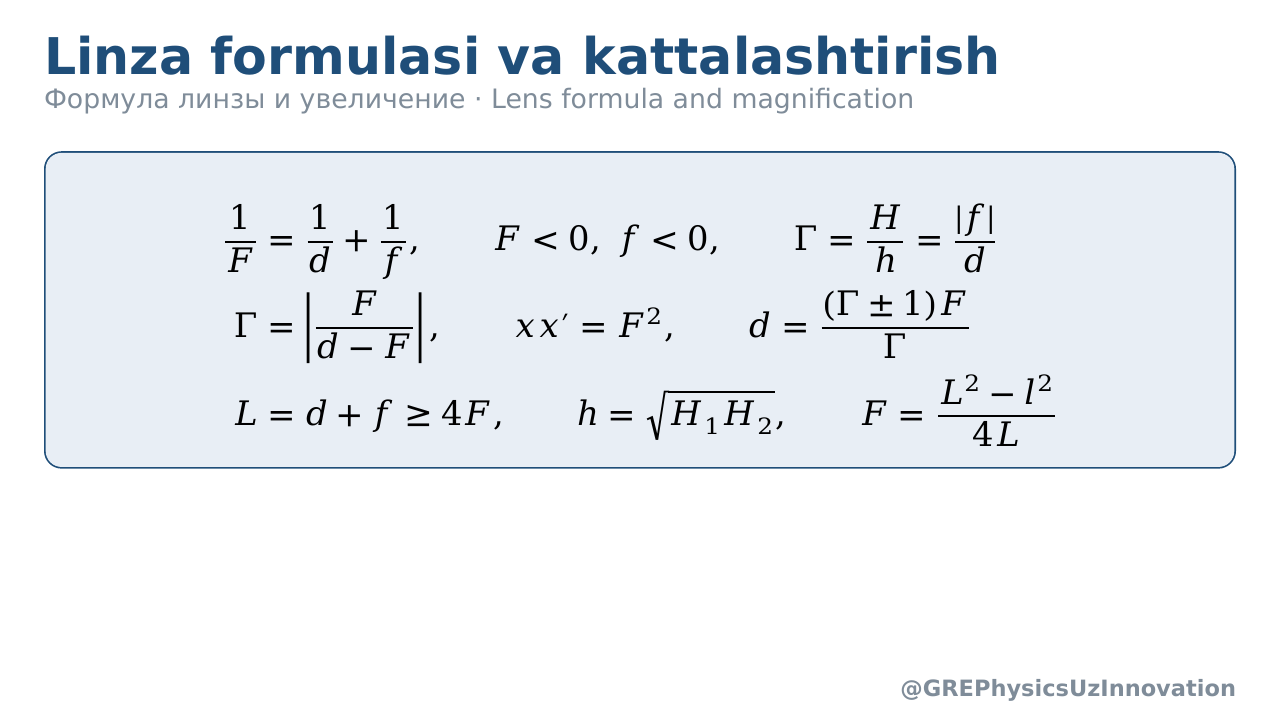 Linza formulasi va kattalashtirish
Формула линзы и увеличение · Lens formula and magnification
1/F = 1/d + 1/f, F < 0, f < 0, Γ = H/h = |f|/d
Γ = |F/(d − F)|, xx′ = F², d = (Γ ± 1)F/Γ
L = d + f ≥ 4F, h = √(H₁H₂), F = (L² − l²)/(4L)
@GREPhysicsUzInnovation